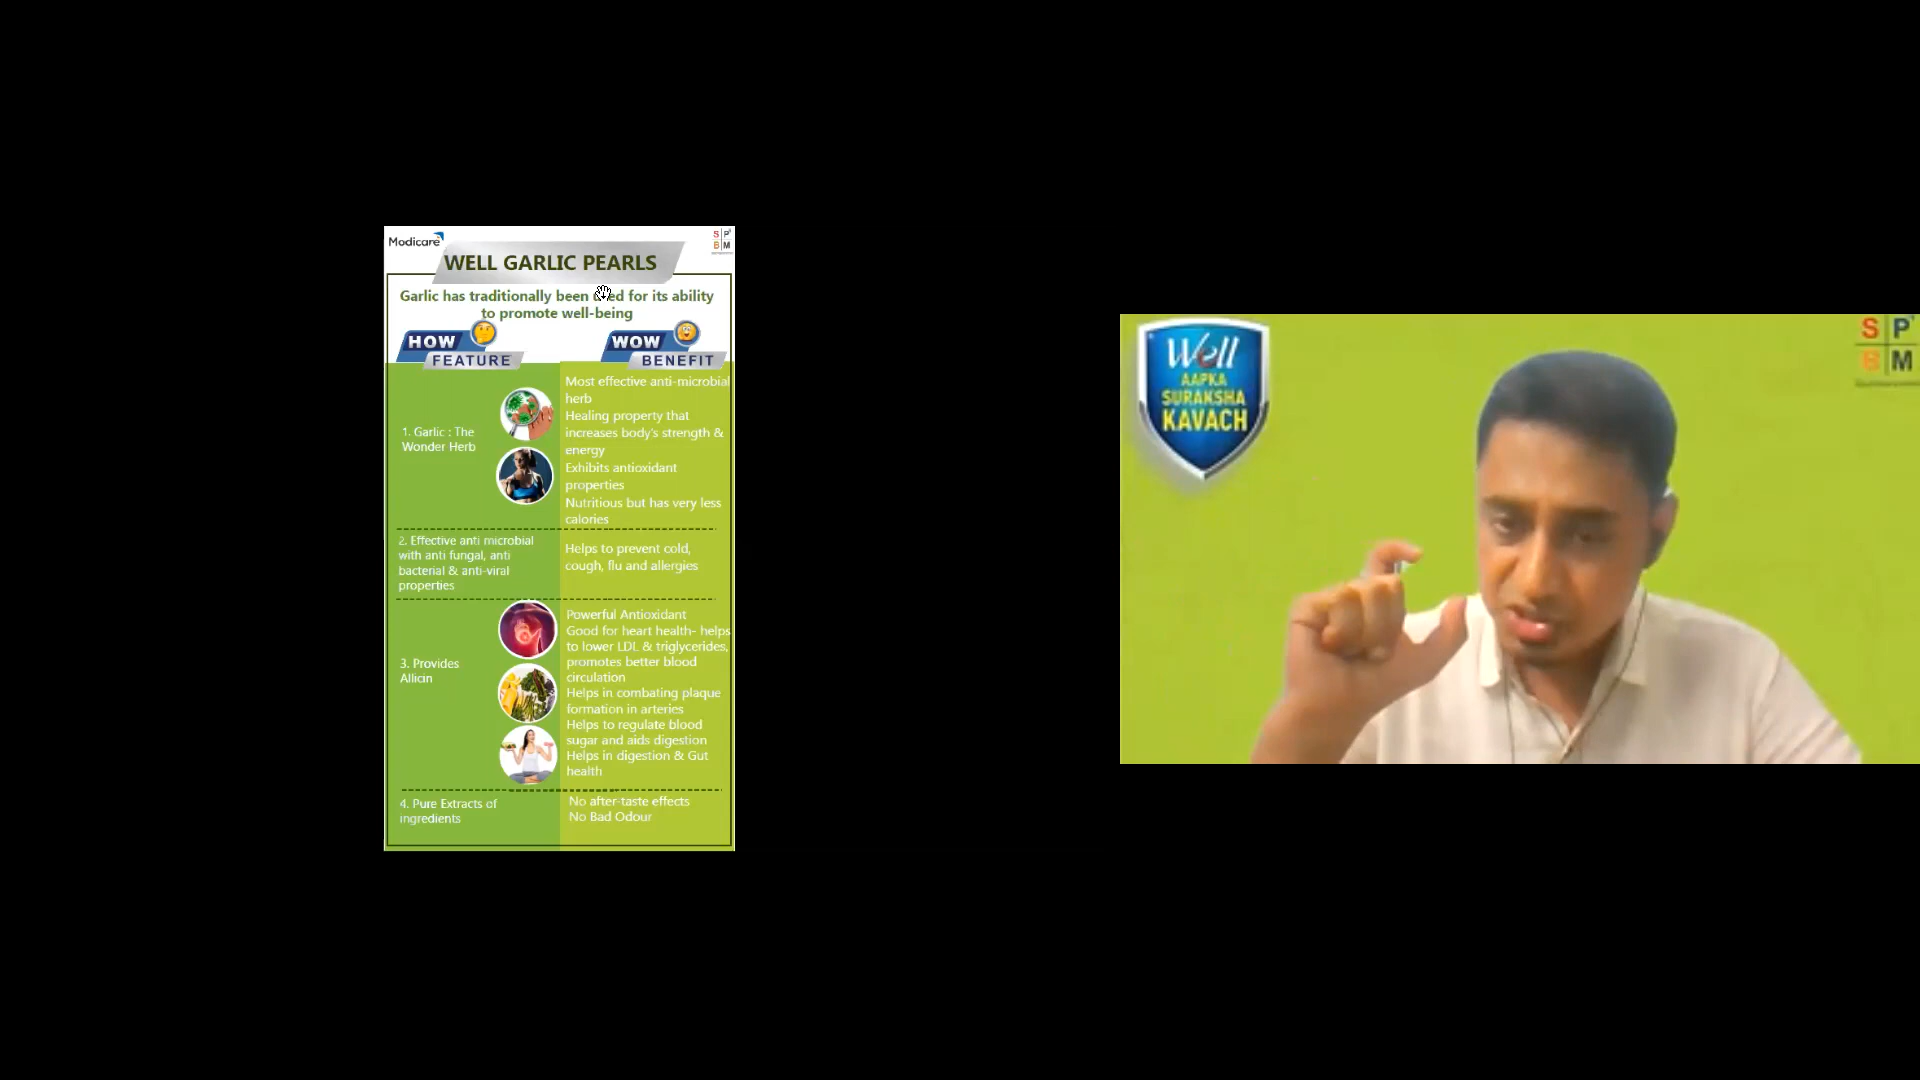 Modicare
S P
B M
WELL GARLIC PEARLS
Garlic has traditionally been used for its ability
to promote well-being
HOW
FEATURE
WOW
BENEFIT
1. Garlic : The
Wonder Herb
Most effective anti-microbial
herb
Healing property that
increases body's strength &
energy
Exhibits antioxidant
properties
Nutritious but has very less
calories
2. Effective anti microbial
with anti fungal, anti
bacterial & anti-viral
properties
Helps to prevent cold,
cough, flu and allergies
3. Provides
Allicin
Powerful Antioxidant
Good for heart health- helps
to lower LDL & triglycerides,
promotes better blood
circulation
Helps in combating plaque
formation in arteries
Helps to regulate blood
sugar and aids digestion
Helps in digestion & Gut
health
4. Pure Extracts of
ingredients
No after-taste effects
No Bad Odour
Well
AAPKA
SURAKSHA
KAVACH
S P
B M